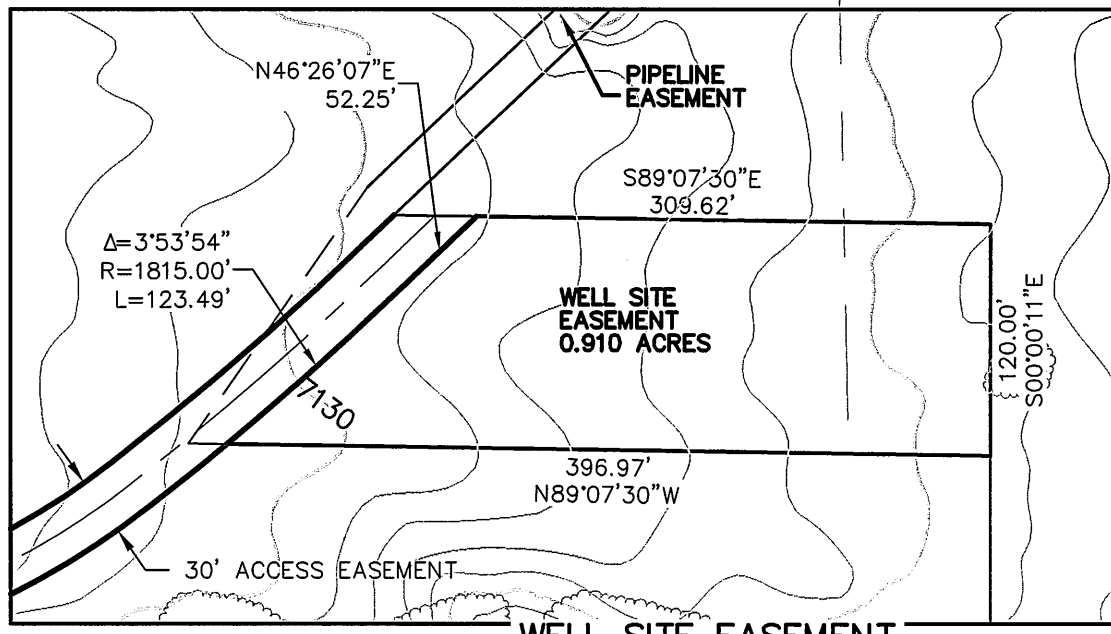 N46°26'07"E
52.25'
PIPELINE
EASEMENT
S89°07'30"E
309.62'
Δ=3°53'54"
R=1815.00'
L=123.49'
WELL SITE
EASEMENT
0.910 ACRES
120.00'
S00°00'11"E
7130
396.97'
N89°07'30"W
30' ACCESS EASEMENT
WELL SITE EASEMENT